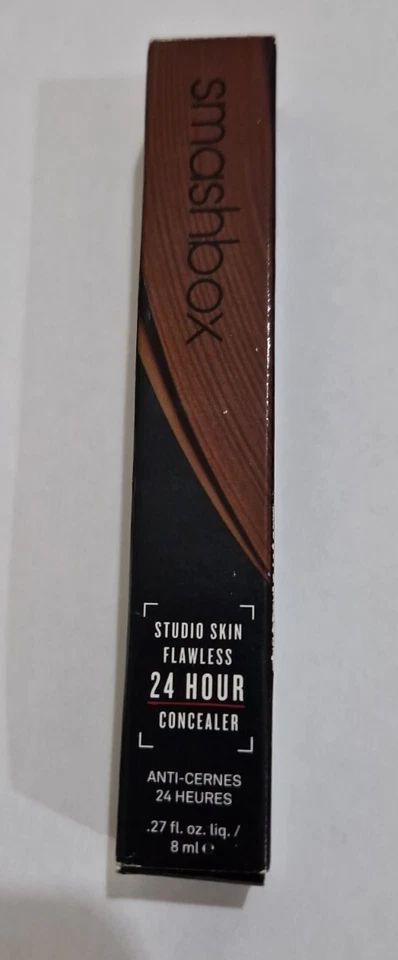 smashbox
STUDIO SKIN
FLAWLESS
24 HOUR
CONCEALER
ANTI-CERNES
24 HEURES
.27 fl. oz. liq. /
8 ml ℮